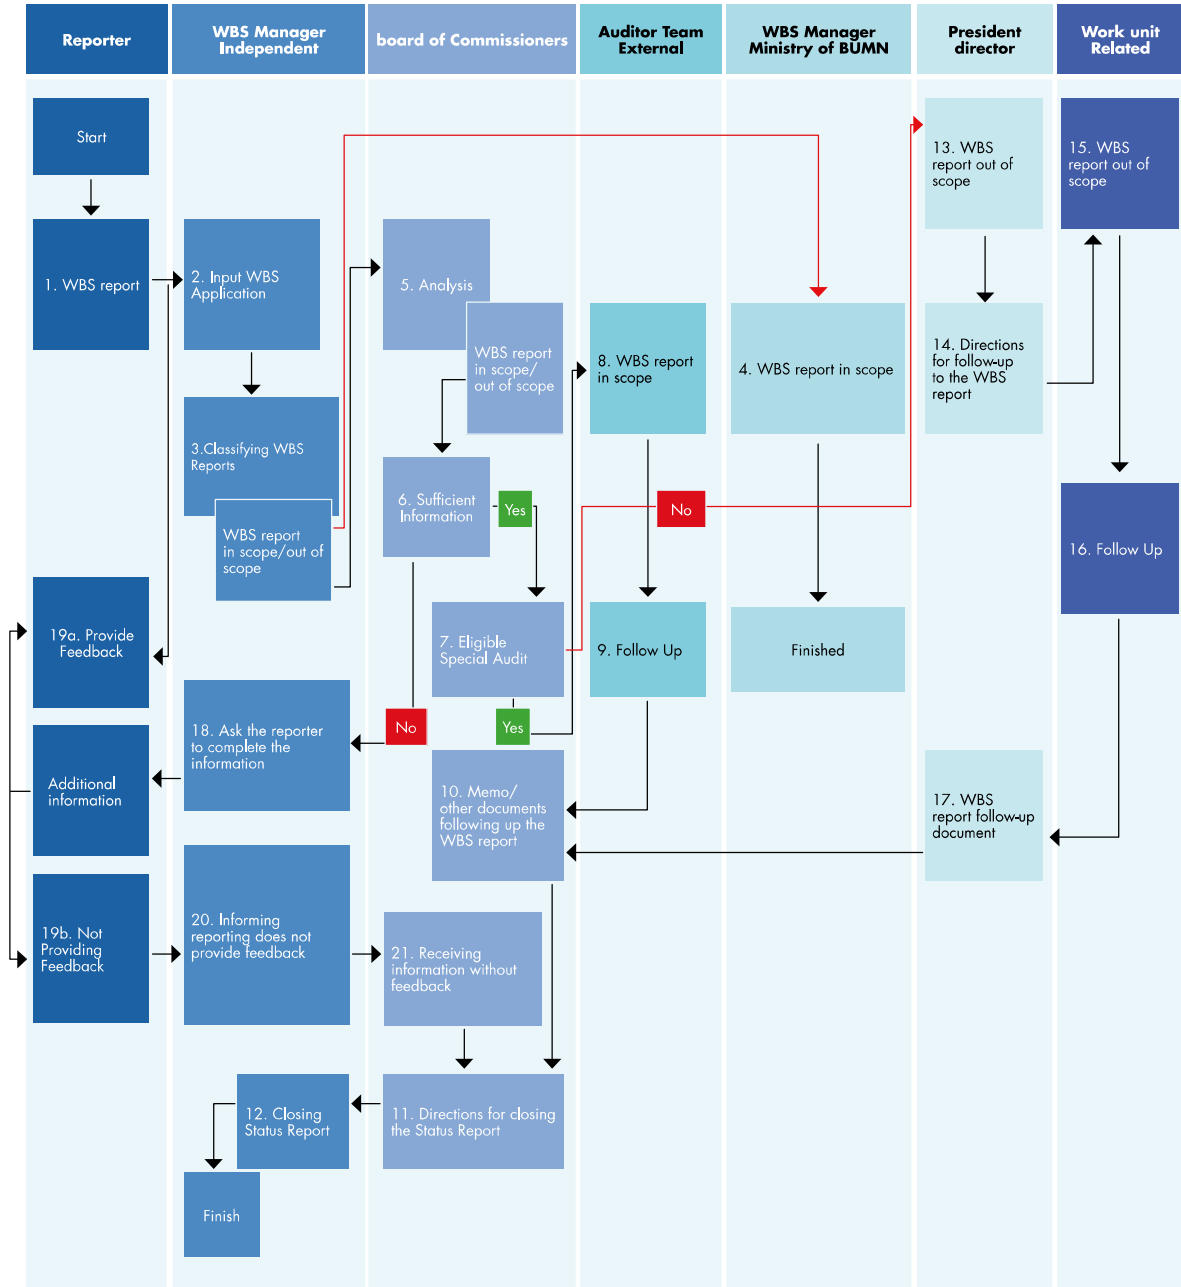 Reporter
WBS Manager
Independent
board of Commissioners
Auditor Team
External
WBS Manager
Ministry of BUMN
President
director
Work unit
Related
Start
13. WBS
report out of
scope
15. WBS
report out of
scope
1. WBS report
2. Input WBS
Application
5. Analysis
WBS report
in scope/
out of scope
8. WBS report
in scope
4. WBS report in scope
14. Directions
for follow-up
to the WBS
report
3.Classifying WBS
Reports
WBS report
in scope/out of
scope
6. Sufficient
Information
Yes
No
16. Follow Up
19a. Provide
Feedback
7. Eligible
Special Audit
9. Follow Up
Finished
18. Ask the reporter
to complete the
information
No
Yes
Additional
information
10. Memo/
other documents
following up the
WBS report
17. WBS
report follow-up
document
19b. Not
Providing
Feedback
20. Informing
reporting does not
provide feedback
21. Receiving
information without
feedback
12. Closing
Status Report
11. Directions for closing
the Status Report
Finish